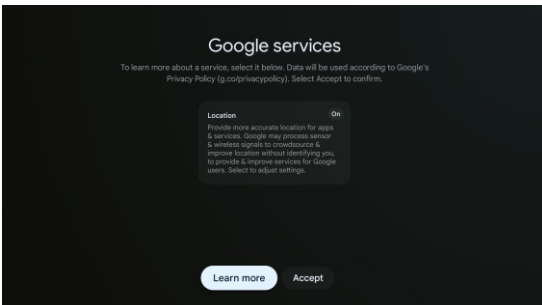 Google services
To learn more about a service, select it below. Data will be used according to Google's
Privacy Policy (g.co/privacypolicy). Select Accept to confirm.
Location
On
Provide more accurate location for apps
& services. Google may process sensor
& wireless signals to crowdsource &
improve location without identifying you,
to provide & improve services for Google
users. Select to adjust settings.
Learn more
Accept